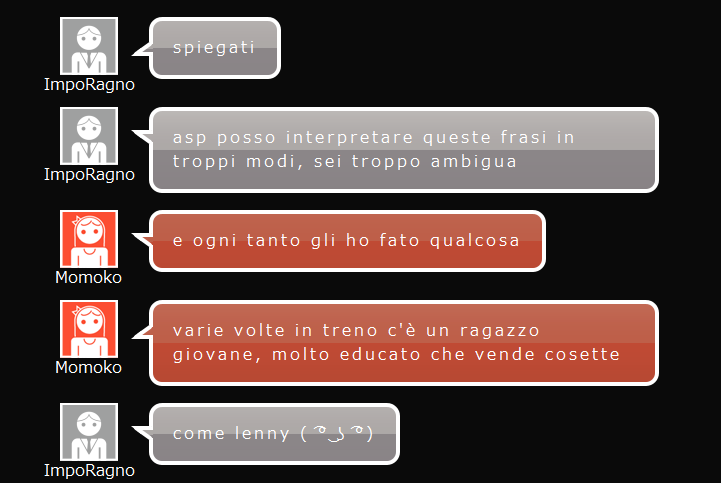 spiegati
ImpoRagno
asp posso interpretare queste frasi in
troppi modi, sei troppo ambigua
ImpoRagno
e ogni tanto gli ho fato qualcosa
Momoko
varie volte in treno c'è un ragazzo
giovane, molto educato che vende cosette
Momoko
come lenny ( ͡° ͜ʖ ͡°)
ImpoRagno